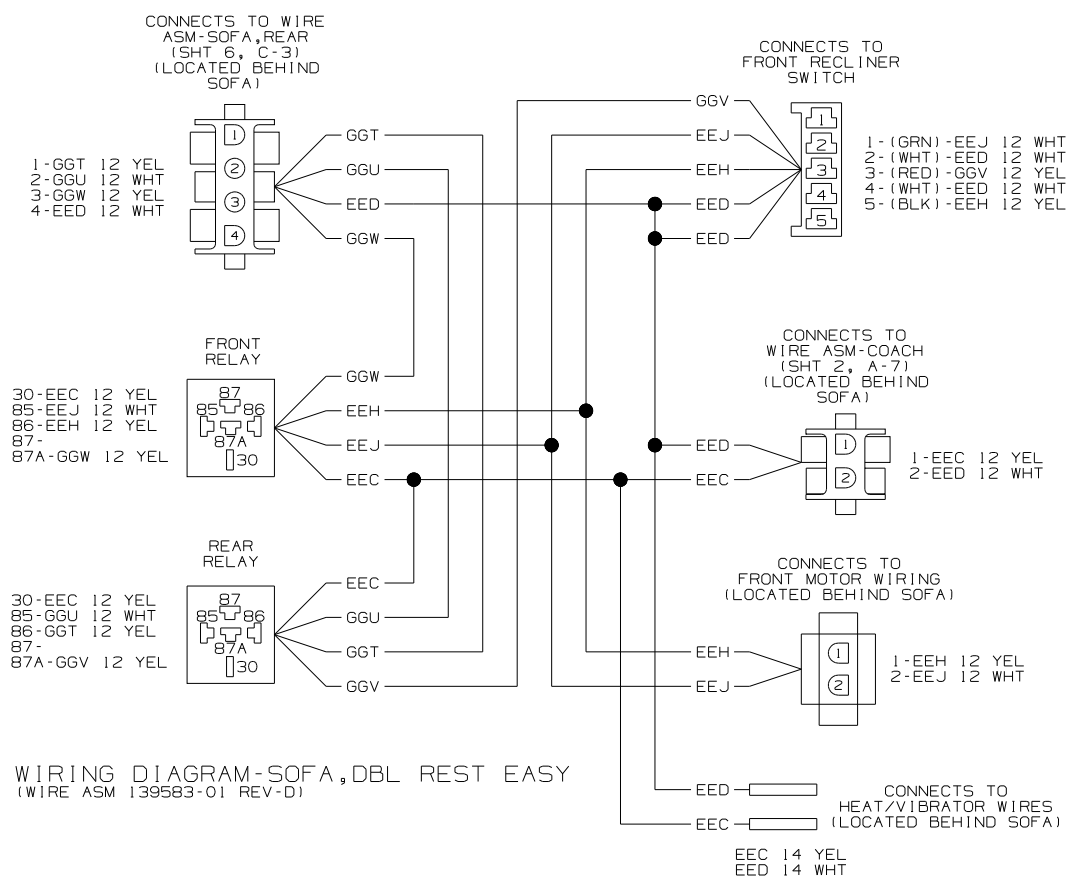 CONNECTS TO WIRE
ASM-SOFA,REAR
(SHT 6, C-3)
(LOCATED BEHIND
SOFA)
1
2
3
4
1-GGT 12 YEL
2-GGU 12 WHT
3-GGW 12 YEL
4-EED 12 WHT
GGT
GGU
EED
GGW
CONNECTS TO
FRONT RECLINER
SWITCH
GGV
EEJ
EEH
EED
EED
1
2
3
4
5
1-(GRN)-EEJ 12 WHT
2-(WHT)-EED 12 WHT
3-(RED)-GGV 12 YEL
4-(WHT)-EED 12 WHT
5-(BLK)-EEH 12 YEL
FRONT
RELAY
30-EEC 12 YEL
85-EEJ 12 WHT
86-EEH 12 YEL
87-
87A-GGW 12 YEL
87
85 86
87A
30
GGW
EEH
EEJ
EEC
CONNECTS TO
WIRE ASM-COACH
(SHT 2, A-7)
(LOCATED BEHIND
SOFA)
EED
EEC
1
2
1-EEC 12 YEL
2-EED 12 WHT
REAR
RELAY
30-EEC 12 YEL
85-GGU 12 WHT
86-GGT 12 YEL
87-
87A-GGV 12 YEL
87
85 86
87A
30
EEC
GGU
GGT
GGV
CONNECTS TO
FRONT MOTOR WIRING
(LOCATED BEHIND SOFA)
EEH
EEJ
1
2
1-EEH 12 YEL
2-EEJ 12 WHT
WIRING DIAGRAM-SOFA,DBL REST EASY
(WIRE ASM 139583-01 REV-D)
EED
EEC
CONNECTS TO
HEAT/VIBRATOR WIRES
(LOCATED BEHIND SOFA)
EEC 14 YEL
EED 14 WHT